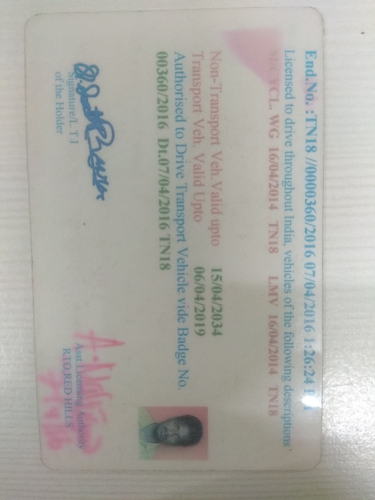 End.No. :TN18 //0000360/2016 07/04/2016 1:26:24 PM
Licensed to drive throughout India, vehicles of the following descriptions
MCYCL. WG 16/04/2014 TN18 LMV 16/04/2014 TN18
Non-Transport Veh.Valid upto 15/04/2034
Transport Veh. Valid Upto 06/04/2019
Authorised to Drive Transport Vehicle vide Badge No.
00360/2016 Dt.07/04/2016 TN18
Signature/L T I
of the Holder
Asst Licensing Authority
R.T.O.RED HILLS